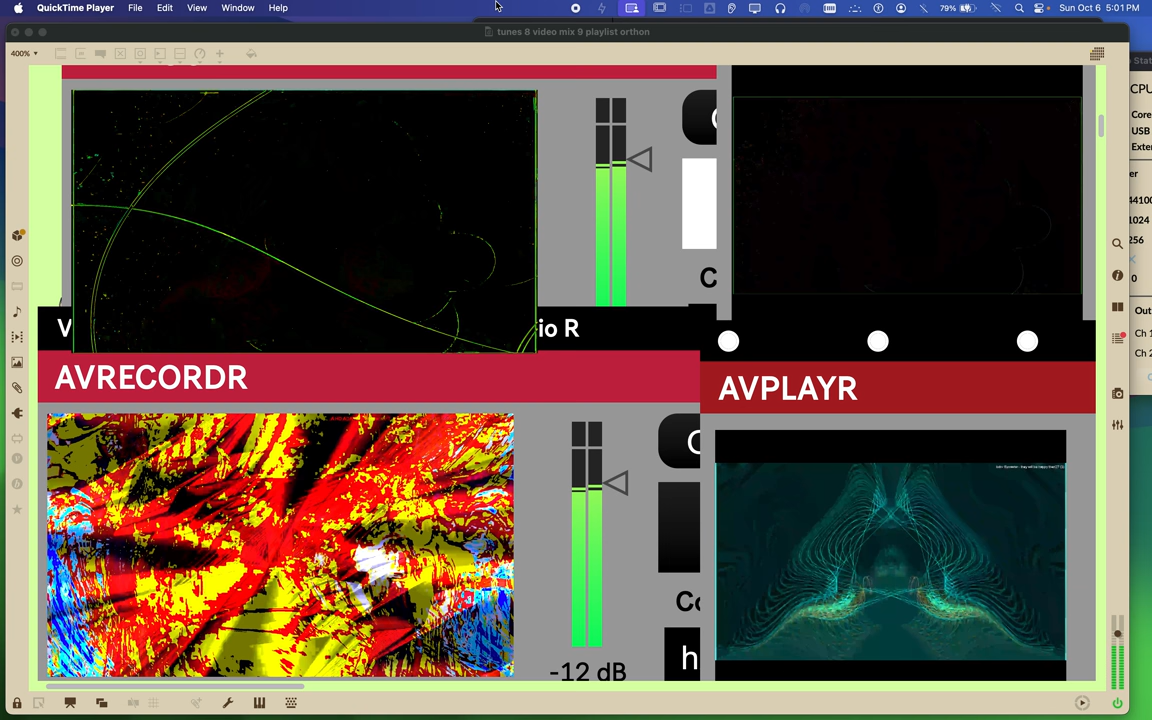 QuickTime Player File Edit View Window Help
79%
Sun Oct 6 5:01 PM
tunes 8 video mix 9 playlist orthon
400%
Stat
CPU
Core
USB
Exter
er
44100
1024
256
0
Out
Ch 1
Ch 2
C
C
V
io R
AVRECORDR
AVPLAYR
C
Co
h
-12 dB